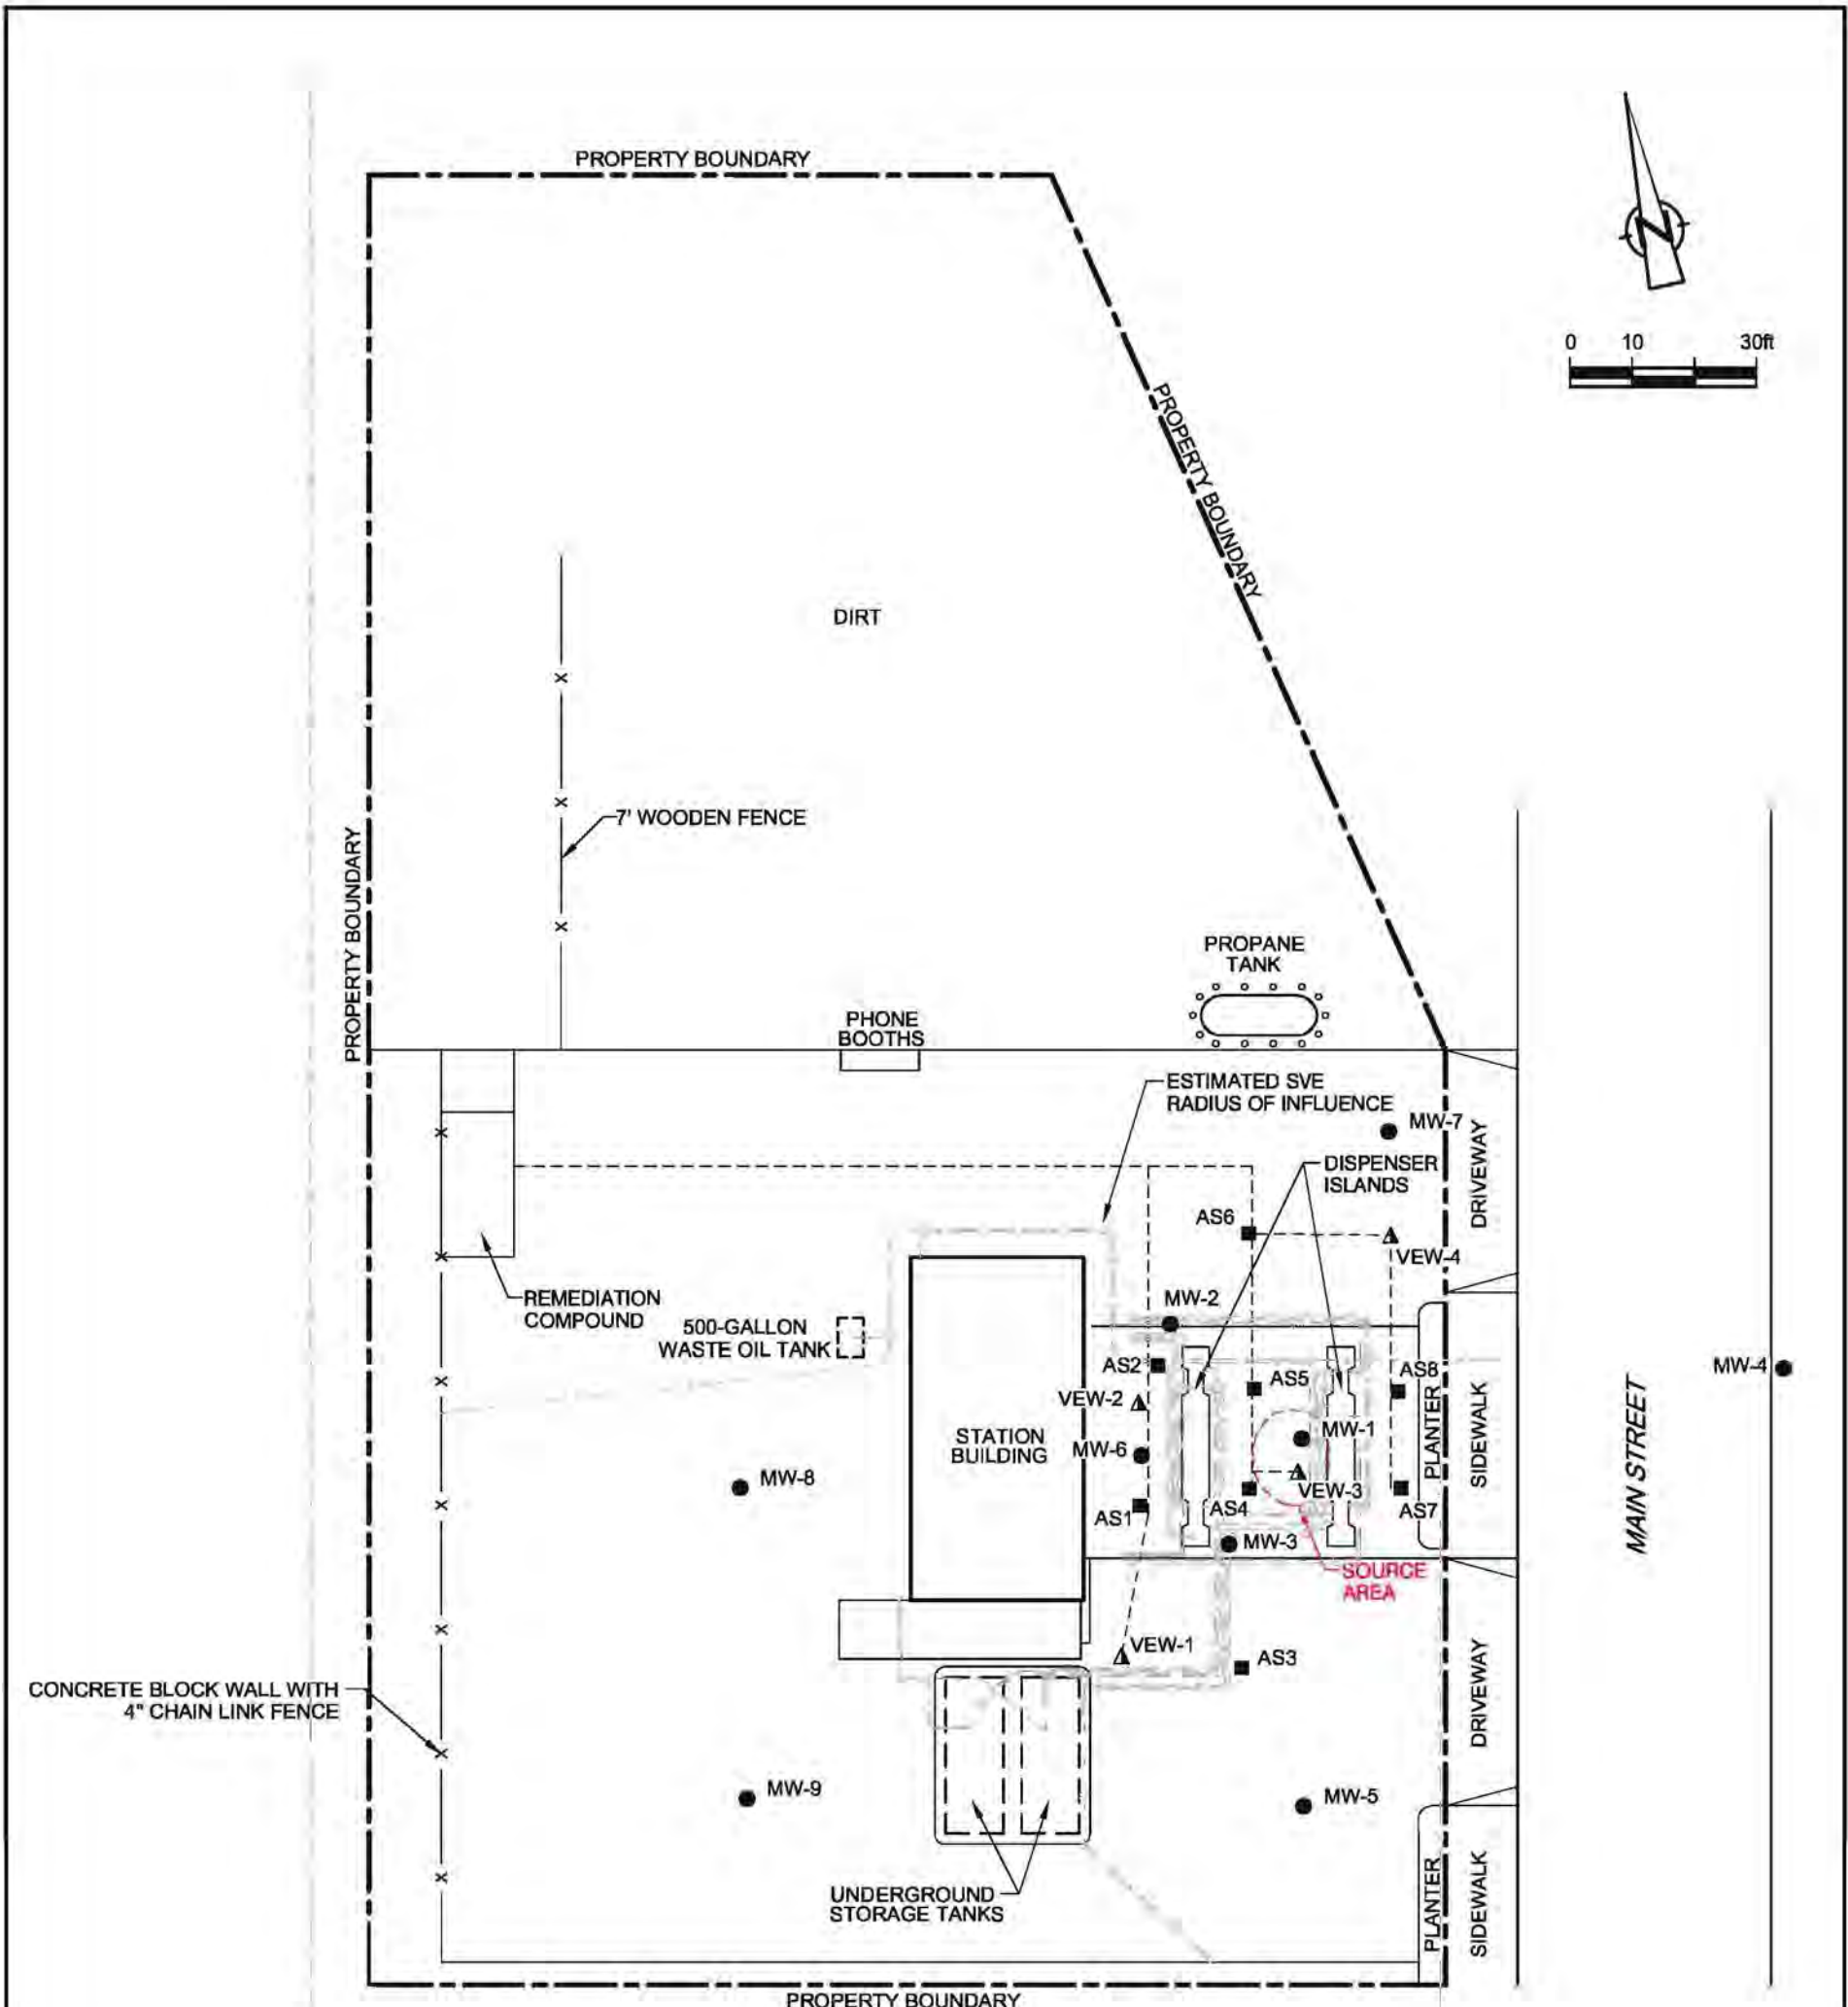 PROPERTY BOUNDARY
N
0 10 30ft
PROPERTY BOUNDARY
DIRT
7' WOODEN FENCE
PROPERTY BOUNDARY
PROPANE
TANK
PHONE
BOOTHS
ESTIMATED SVE
RADIUS OF INFLUENCE
MW-7
DRIVEWAY
DISPENSER
ISLANDS
AS6
VEW-4
REMEDIATION
COMPOUND
MW-2
500-GALLON
WASTE OIL TANK
AS2
AS5
AS8
MW-4
VEW-2
PLANTER
SIDEWALK
MAIN STREET
STATION
BUILDING
MW-6
MW-1
MW-8
VEW-3
AS1
AS4
AS7
MW-3
SOURCE
AREA
VEW-1
AS3
DRIVEWAY
CONCRETE BLOCK WALL WITH
4" CHAIN LINK FENCE
MW-9
MW-5
UNDERGROUND
STORAGE TANKS
PLANTER
SIDEWALK
PROPERTY BOUNDARY